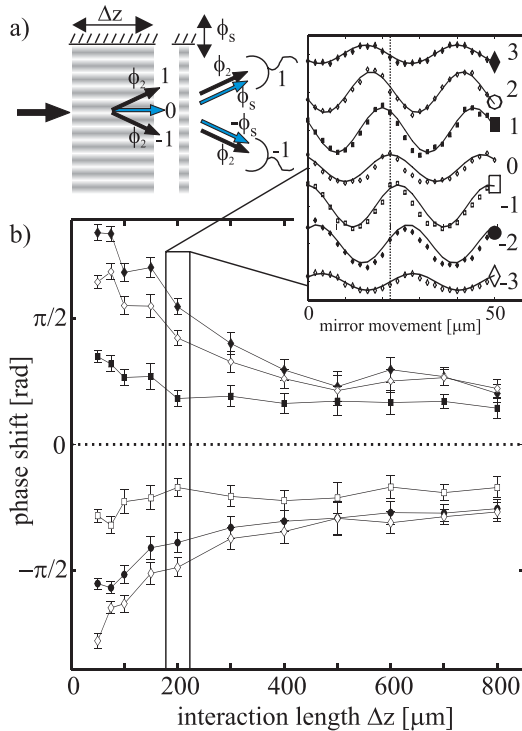 a)
Δz
ϕs
ϕ2
1
0
ϕ2
-1
ϕ2
ϕs
1
-ϕs
ϕ2
-1
3
2
1
0
-1
-2
-3
0
50
mirror movement [μm]
b)
π/2
0
−π/2
phase shift [rad]
0
200
400
600
800
interaction length Δz [μm]